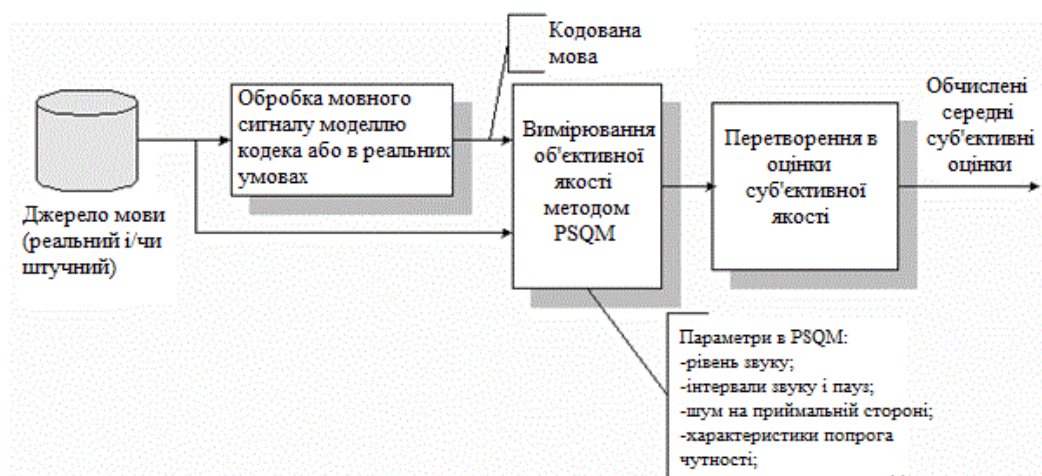 Кодована
мова
Обробка мовного
сигналу моделлю
кодека або в реальних
умовах
Вимірювання
об'єктивної
якості
методом
PSQM
Перетворення в
оцінки
суб'єктивної
якості
Обчислені
середні
суб'єктивні
оцінки
Джерело мови
(реальний і/чи
штучний)
Параметри в PSQM:
-рівень звуку;
-інтервали звуку і пауз;
-шум на приймальній стороні;
-характеристики попрога
чутності;